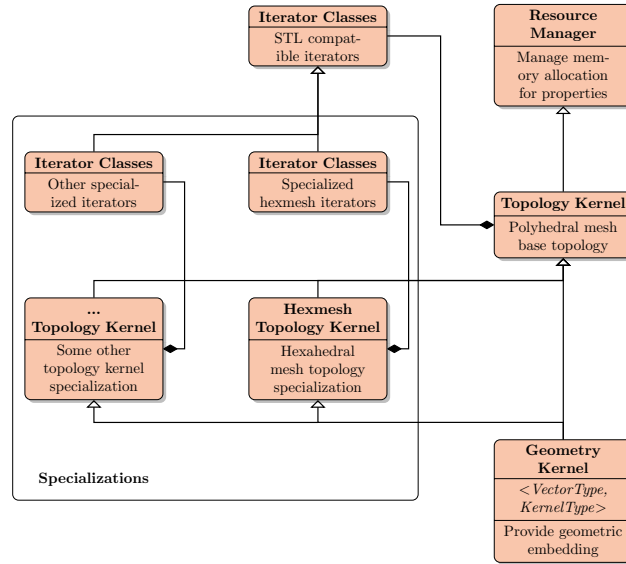 Iterator Classes
STL compat-
ible iterators
Resource
Manager
Manage mem-
ory allocation
for properties
Iterator Classes
Other special-
ized iterators
Iterator Classes
Specialized
hexmesh iterators
Topology Kernel
Polyhedral mesh
base topology
...
Topology Kernel
Some other
topology kernel
specialization
Hexmesh
Topology Kernel
Hexahedral
mesh topology
specialization
Specializations
Geometry
Kernel
<VectorType,
KernelType>
Provide geometric
embedding